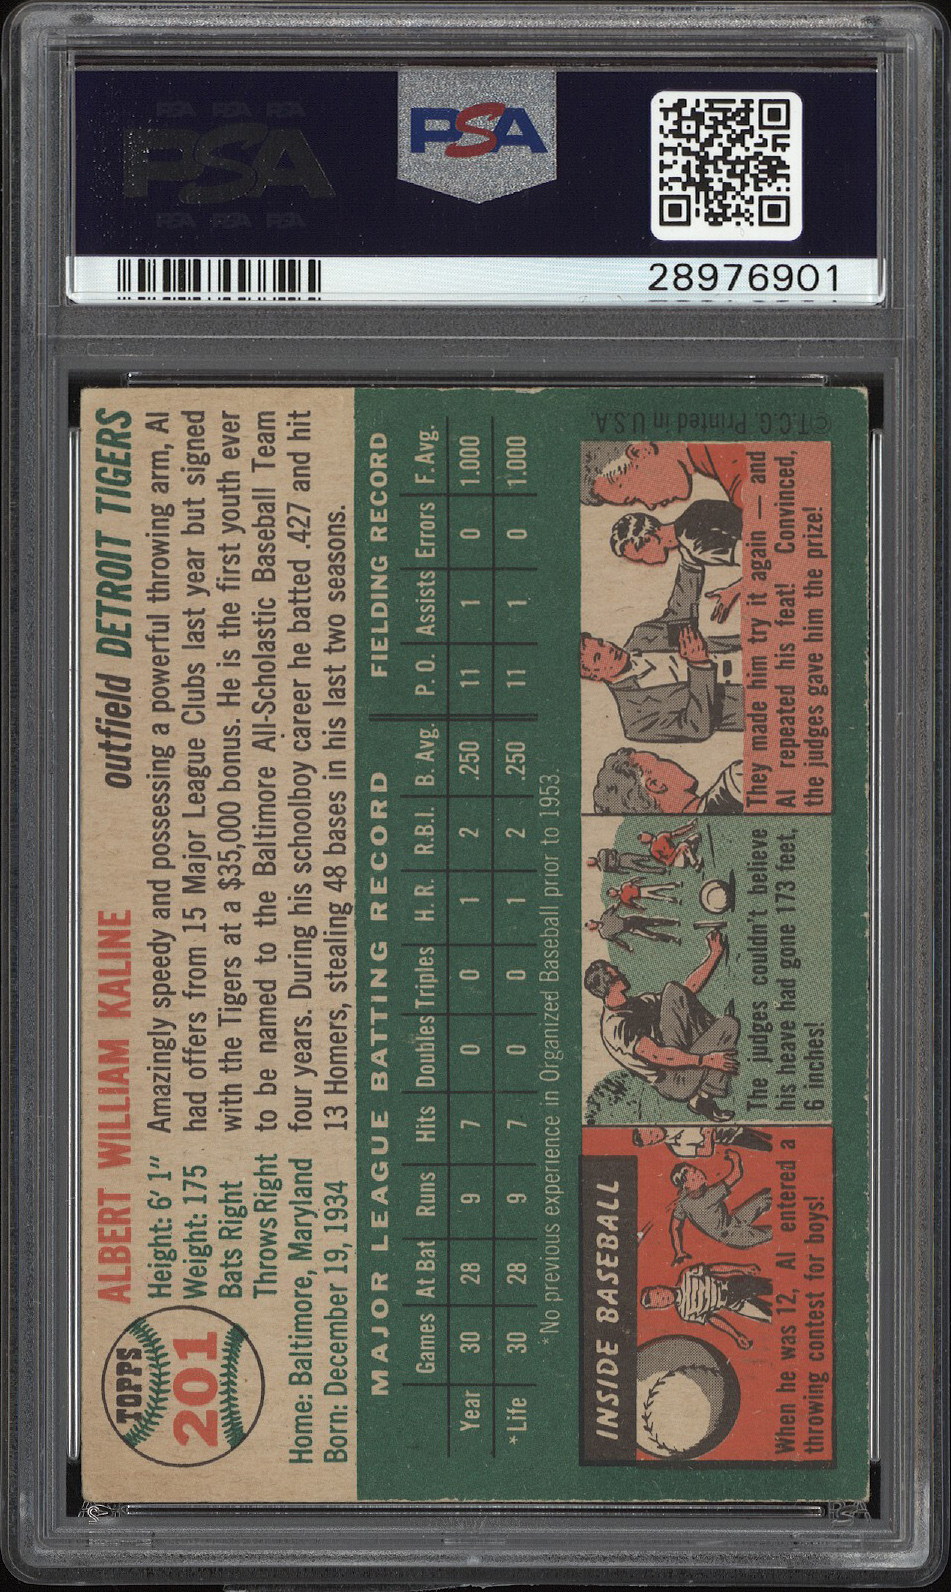 PSA PSA PSA
PSA
PSA PSA PSA
PSA
28976901
TOPPS
201
ALBERT WILLIAM KALINE
outfield DETROIT TIGERS
Height: 6' 1"
Weight: 175
Bats Right
Throws Right
Home: Baltimore, Maryland
Born: December 19, 1934
Amazingly speedy and possessing a powerful throwing arm, Al
had offers from 15 Major League Clubs last year but signed
with the Tigers at a $35,000 bonus. He is the first youth ever
to be named to the Baltimore All-Scholastic Baseball Team
four years. During his schoolboy career he batted .427 and hit
13 Homers, stealing 48 bases in his last two seasons.
MAJOR LEAGUE BATTING RECORD FIELDING RECORD
Games At Bat Runs Hits Doubles Triples H. R. R.B.I. B. Avg. P. O. Assists Errors F. Avg.
Year 30 28 9 7 0 0 1 2 .250 11 1 0 1.000
*Life 30 28 9 7 0 0 1 2 .250 11 1 0 1.000
*No previous experience in Organized Baseball prior to 1953.
INSIDE BASEBALL
When he was 12, Al entered a
throwing contest for boys!
The judges couldn't believe
his heave had gone 173 feet,
6 inches!
They made him try it again — and
Al repeated his feat! Convinced,
the judges gave him the prize!
©T.C.G. Printed in U.S.A.
PSA
PSA